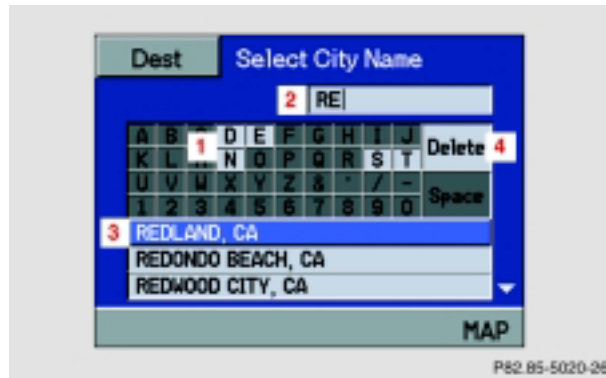 Dest Select City Name
2 RE
A B D E F G H I J Delete 4
K L 1 N O P Q R S T
U V W X Y Z & ' / - Space
1 2 3 4 5 6 7 8 9 0
3 REDLAND, CA
REDONDO BEACH, CA
REDWOOD CITY, CA
MAP
P82.85-5020-26